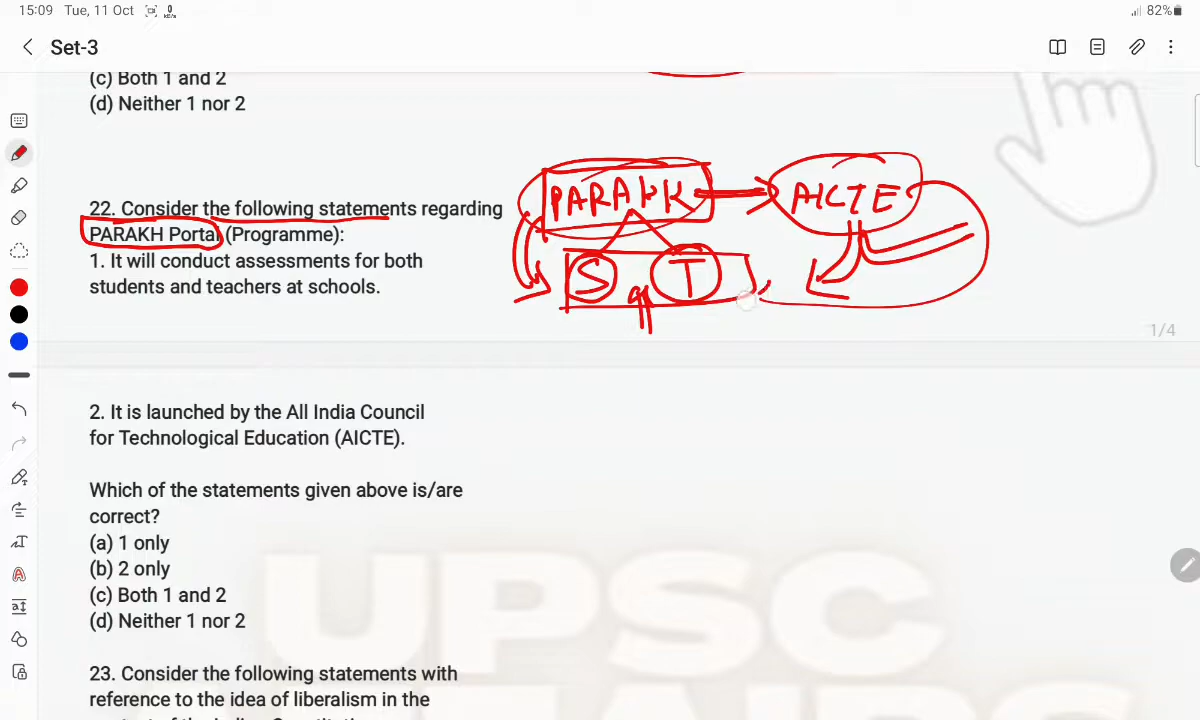 15:09 Tue, 11 Oct
82%
Set-3
(c) Both 1 and 2
(d) Neither 1 nor 2
22. Consider the following statements regarding
PARAKH Portal (Programme):
1. It will conduct assessments for both
students and teachers at schools.
PARAKH
AICTE
S
T
1/4
2. It is launched by the All India Council
for Technological Education (AICTE).
Which of the statements given above is/are
correct?
(a) 1 only
(b) 2 only
(c) Both 1 and 2
(d) Neither 1 nor 2
UPSC
23. Consider the following statements with
reference to the idea of liberalism in the